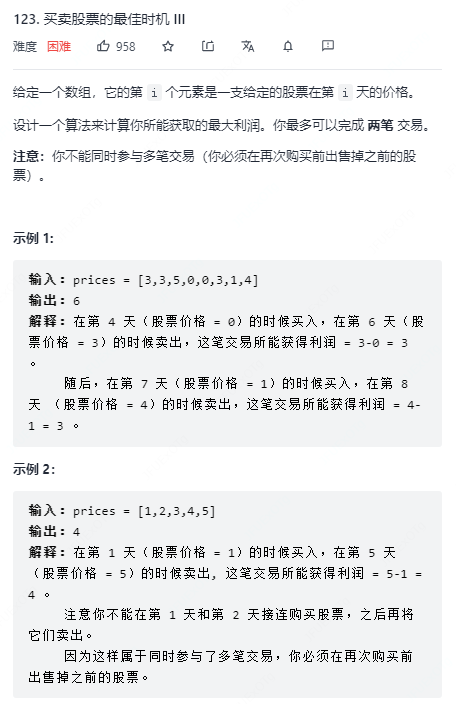 123. 买卖股票的最佳时机 III
难度 困难 958
给定一个数组，它的第 i 个元素是一支给定的股票在第 i 天的价格。
设计一个算法来计算你所能获取的最大利润。你最多可以完成 两笔 交易。
注意：你不能同时参与多笔交易（你必须在再次购买前出售掉之前的股
票）。
示例 1:
输入：prices = [3,3,5,0,0,3,1,4]
输出：6
解释：在第 4 天（股票价格 = 0）的时候买入，在第 6 天（股
票价格 = 3）的时候卖出，这笔交易所能获得利润 = 3-0 = 3
。
随后，在第 7 天（股票价格 = 1）的时候买入，在第 8
天 （股票价格 = 4）的时候卖出，这笔交易所能获得利润 = 4-
1 = 3 。
示例 2：
输入：prices = [1,2,3,4,5]
输出：4
解释：在第 1 天（股票价格 = 1）的时候买入，在第 5 天
（股票价格 = 5）的时候卖出, 这笔交易所能获得利润 = 5-1 =
4 。
注意你不能在第 1 天和第 2 天接连购买股票，之后再将
它们卖出。
因为这样属于同时参与了多笔交易，你必须在再次购买前
出售掉之前的股票。